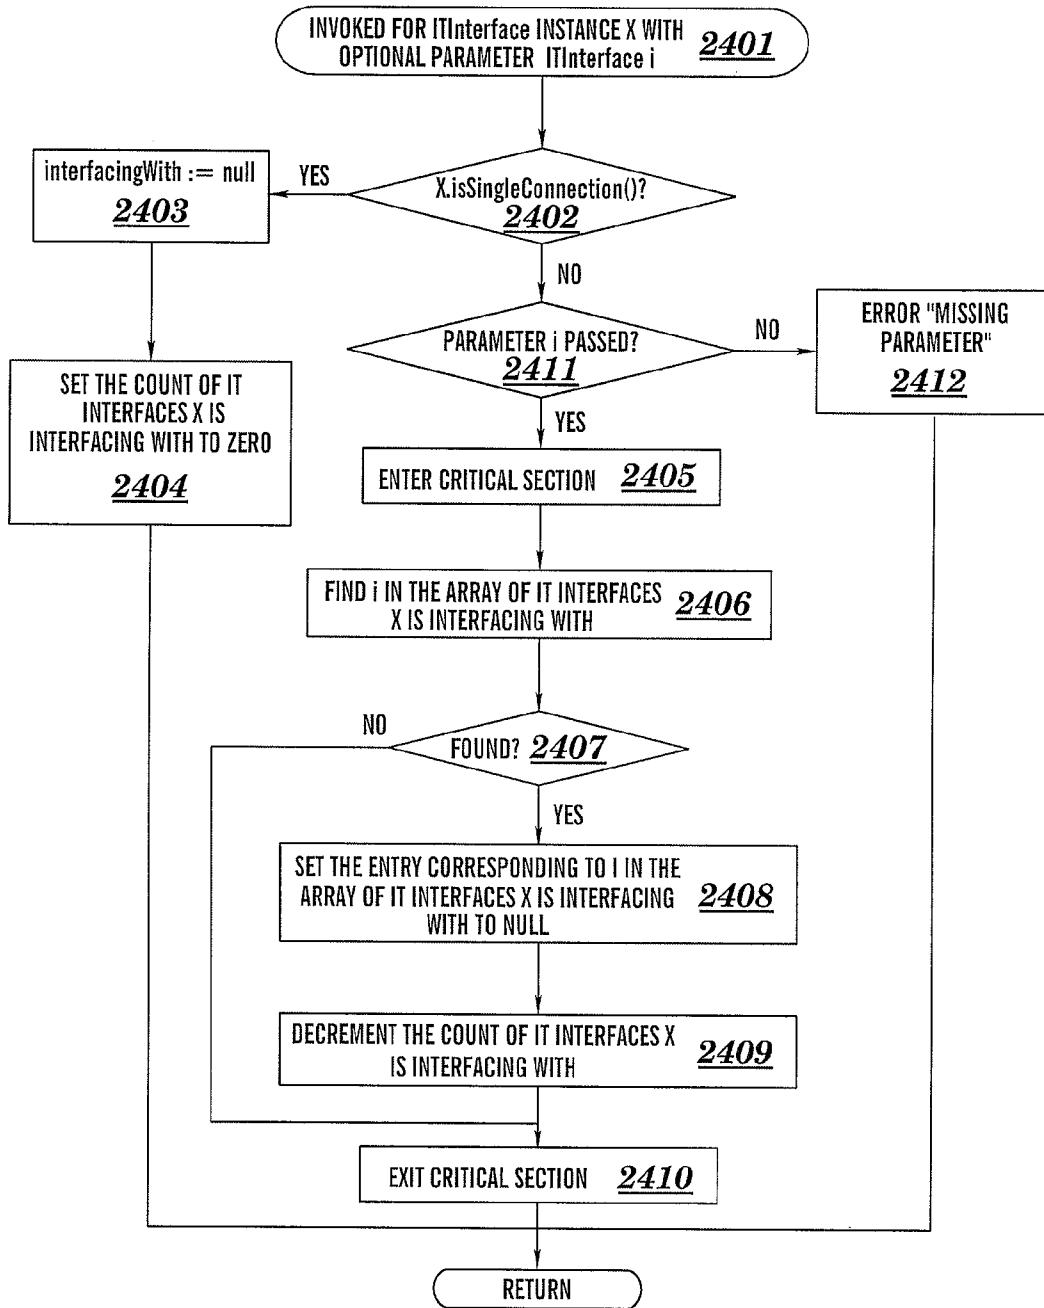 INVOKED FOR ITInterface INSTANCE X WITH
OPTIONAL PARAMETER ITInterface i
2401
interfacingWith := null
2403
YES
X.isSingleConnection()?
2402
NO
PARAMETER i PASSED?
2411
NO
ERROR "MISSING
PARAMETER"
2412
SET THE COUNT OF IT
INTERFACES X IS
INTERFACING WITH TO ZERO
2404
YES
ENTER CRITICAL SECTION 2405
FIND i IN THE ARRAY OF IT INTERFACES
X IS INTERFACING WITH
2406
NO
FOUND? 2407
YES
SET THE ENTRY CORRESPONDING TO I IN THE
ARRAY OF IT INTERFACES X IS INTERFACING
WITH TO NULL
2408
DECREMENT THE COUNT OF IT INTERFACES X
IS INTERFACING WITH
2409
EXIT CRITICAL SECTION 2410
RETURN